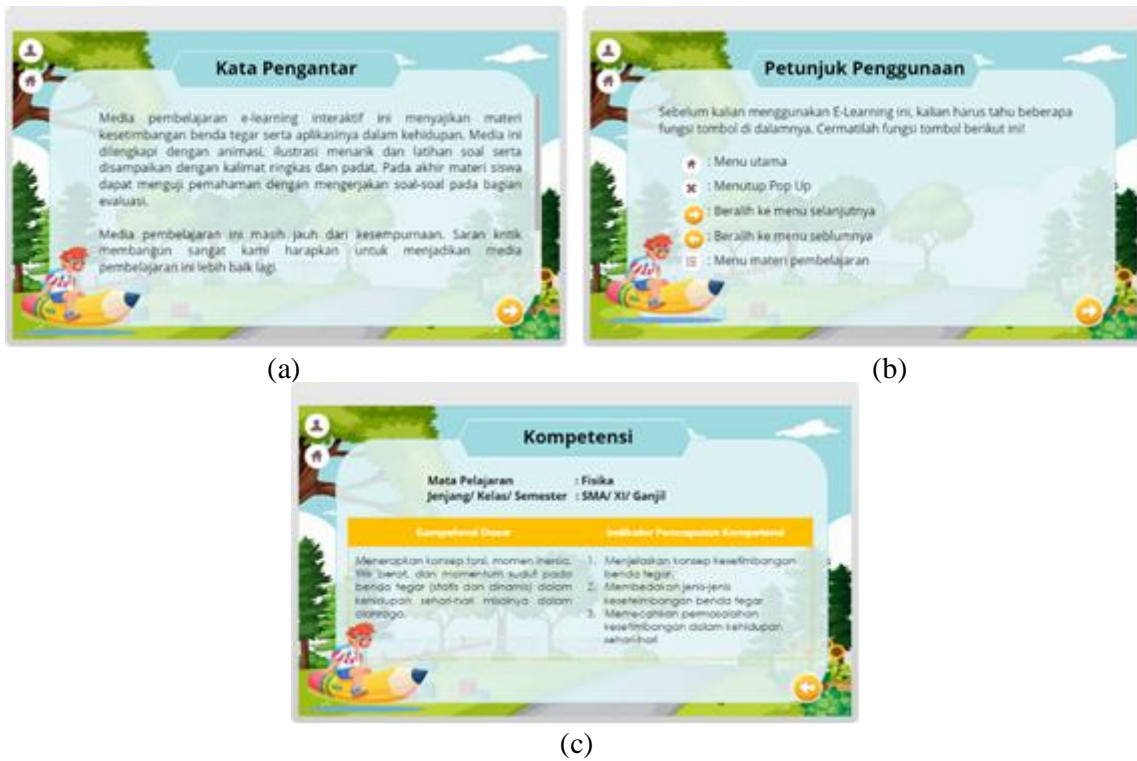 Kata Pengantar
Media pembelajaran e-learning interaktif ini menyajikan materi
kesetimbangan benda tegar serta aplikasinya dalam kehidupan. Media ini
dilengkapi dengan animasi, ilustrasi menarik dan latihan soal serta
disampaikan dengan kalimat ringkas dan padat. Pada akhir materi siswa
dapat menguji pemahaman dengan mengerjakan soal-soal pada bagian
evaluasi.
Media pembelajaran ini masih jauh dari kesempurnaan. Saran kritik
membangun sangat kami harapkan untuk menjadikan media
pembelajaran ini lebih baik lagi.
(a)
Petunjuk Penggunaan
Sebelum kalian menggunakan E-Learning ini, kalian harus tahu beberapa
fungsi tombol di dalamnya. Cermatilah fungsi tombol berikut ini!
: Menu utama
: Menutup Pop Up
: Beralih ke menu selanjutnya
: Beralih ke menu seblumnya
: Menu materi pembelajaran
(b)
Kompetensi
Mata Pelajaran : Fisika
Jenjang/ Kelas/ Semester : SMA/ XI/ Ganjil
Kompetensi Dasar
Menerapkan konsep torsi, momen inersia,
titik berat, dan momentum sudut pada
benda tegar (statis dan dinamis) dalam
kehidupan sehari-hari misalnya dalam
olahraga.
Indikator Pencapaian Kompetensi
1. Menjelaskan konsep kesetimbangan
benda tegar.
2. Membedakan jenis-jenis
keseteimbangan benda tegar
3. Memecahkan permasalahan
kesetimbangan dalam kehidupan
sehari-hari
(c)